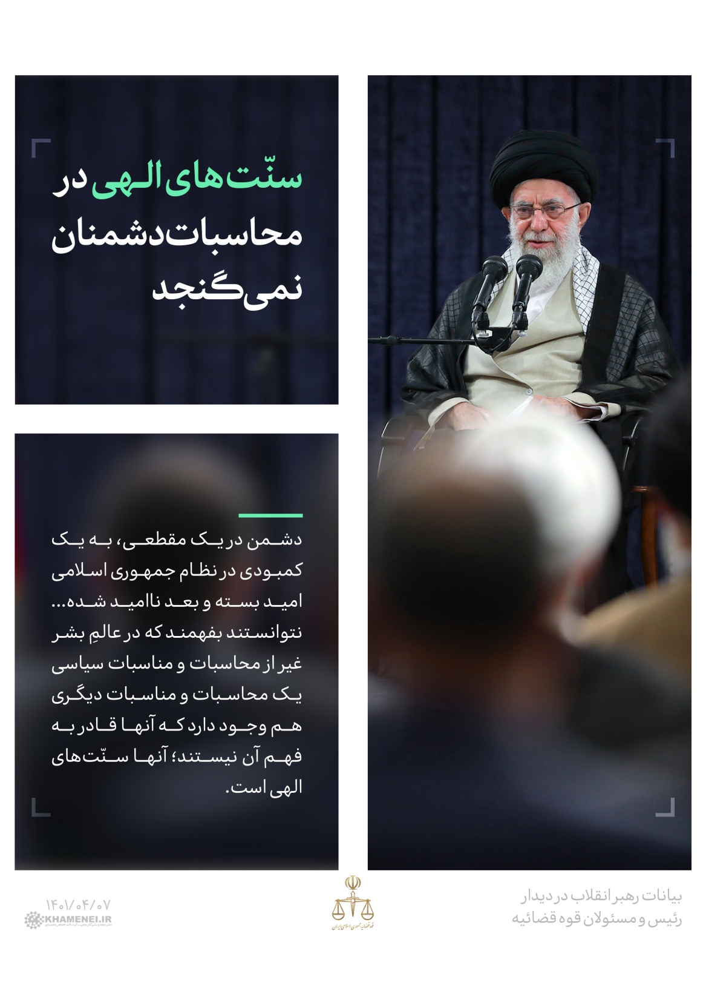 سنّت‌های الهی در
محاسبات دشمنان
نمی‌گنجد
دشمن در یک مقطعی، به یک
کمبودی در نظام جمهوری اسلامی
امید بسته و بعد ناامید شده...
نتوانستند بفهمند که در عالمِ بشر
غیر از محاسبات و مناسبات سیاسی
یک محاسبات و مناسبات دیگری
هم وجود دارد که آنها قادر به
فهم آن نیستند؛ آنها سنّت‌های
الهی است.
بیانات رهبر انقلاب در دیدار
رئیس و مسئولان قوه قضائیه
قوه قضائیه جمهوری اسلامی ایران
۱۴۰۱/۰۴/۰۷
KHAMENEI.IR